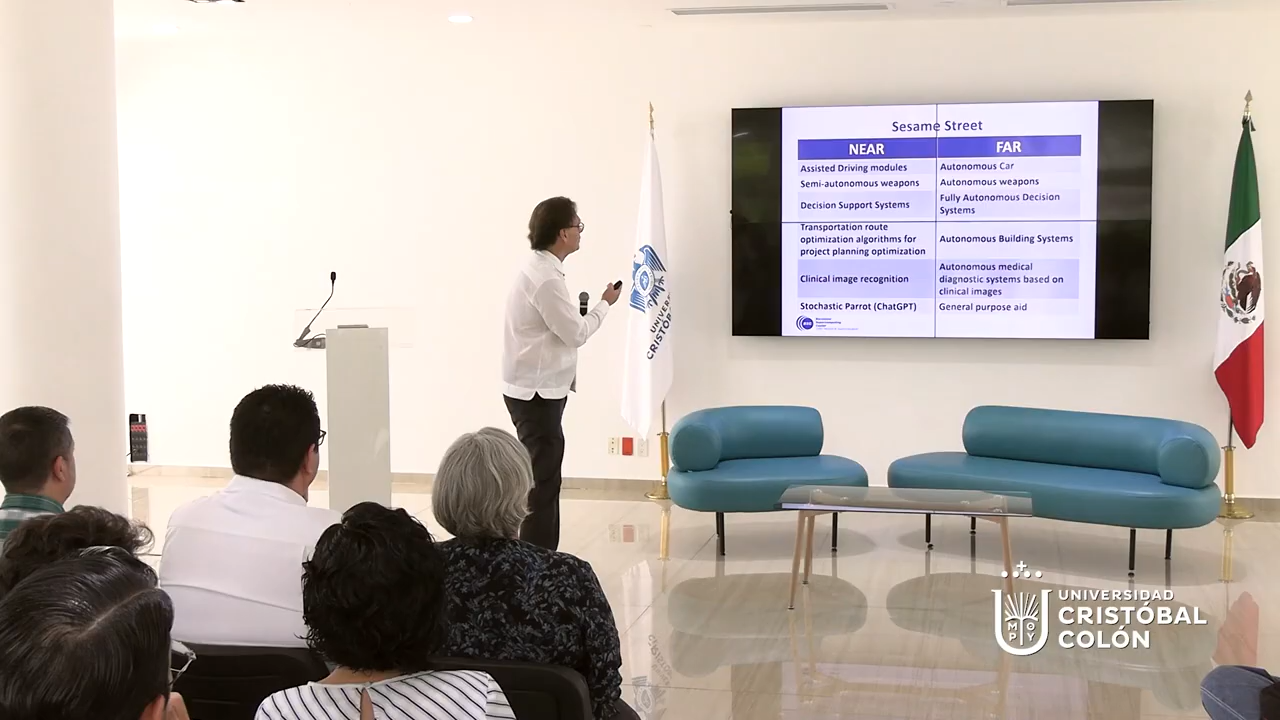 Sesame Street
NEAR
FAR
Assisted Driving modules
Autonomous Car
Semi-autonomous weapons
Autonomous weapons
Decision Support Systems
Fully Autonomous Decision
Systems
Transportation route
optimization algorithms for
project planning optimization
Autonomous Building Systems
Clinical image recognition
Autonomous medical
diagnostic systems based on
clinical images
Stochastic Parrot (ChatGPT)
General purpose aid
UNIVERS
CRISTÓB
UNIVERSIDAD
CRISTÓBAL
COLÓN